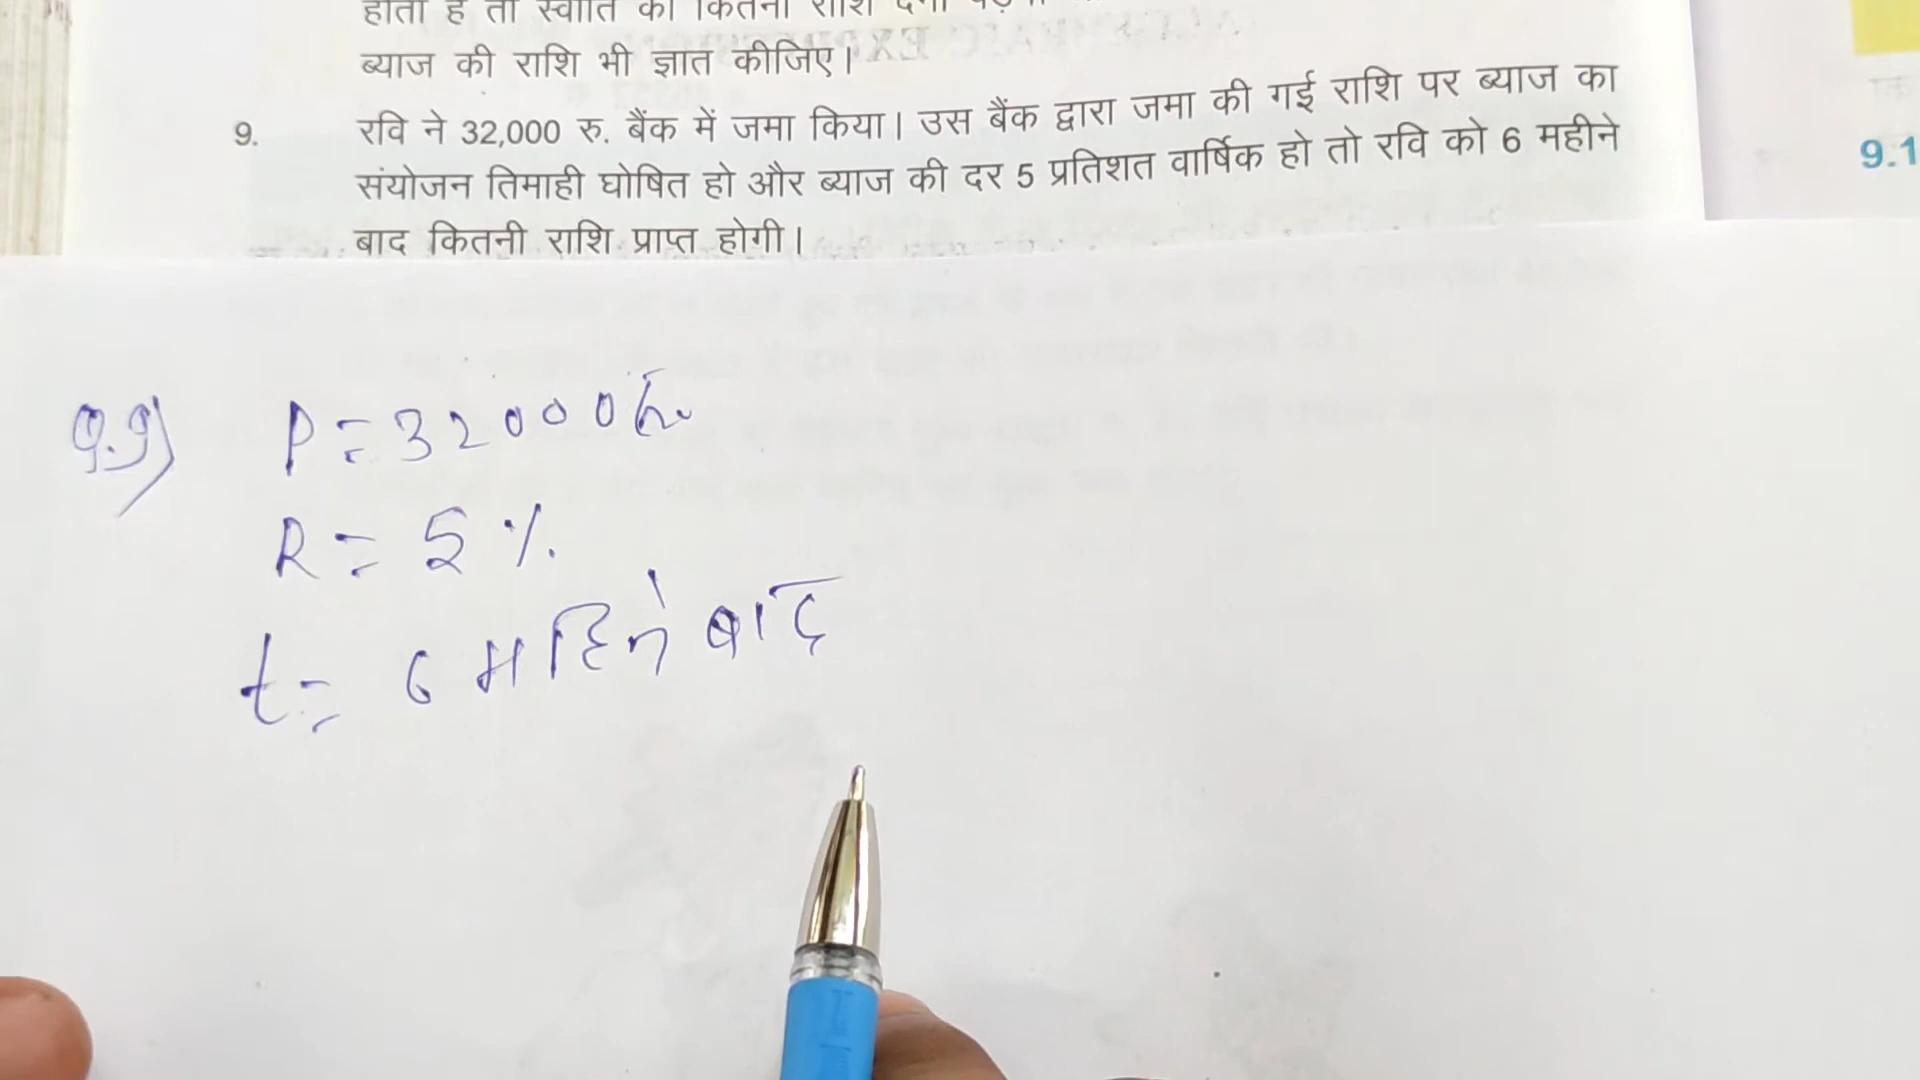 होता है तो स्वाति को कितनी राशि
ब्याज की राशि भी ज्ञात कीजिए।
9. रवि ने 32,000 रु. बैंक में जमा किया। उस बैंक द्वारा जमा की गई राशि पर ब्याज का
संयोजन तिमाही घोषित हो और ब्याज की दर 5 प्रतिशत वार्षिक हो तो रवि को 6 महीने
बाद कितनी राशि प्राप्त होगी।
9.1
Q.9) P = 32000 रु.
R = 5 %.
t = 6 महिने बाद